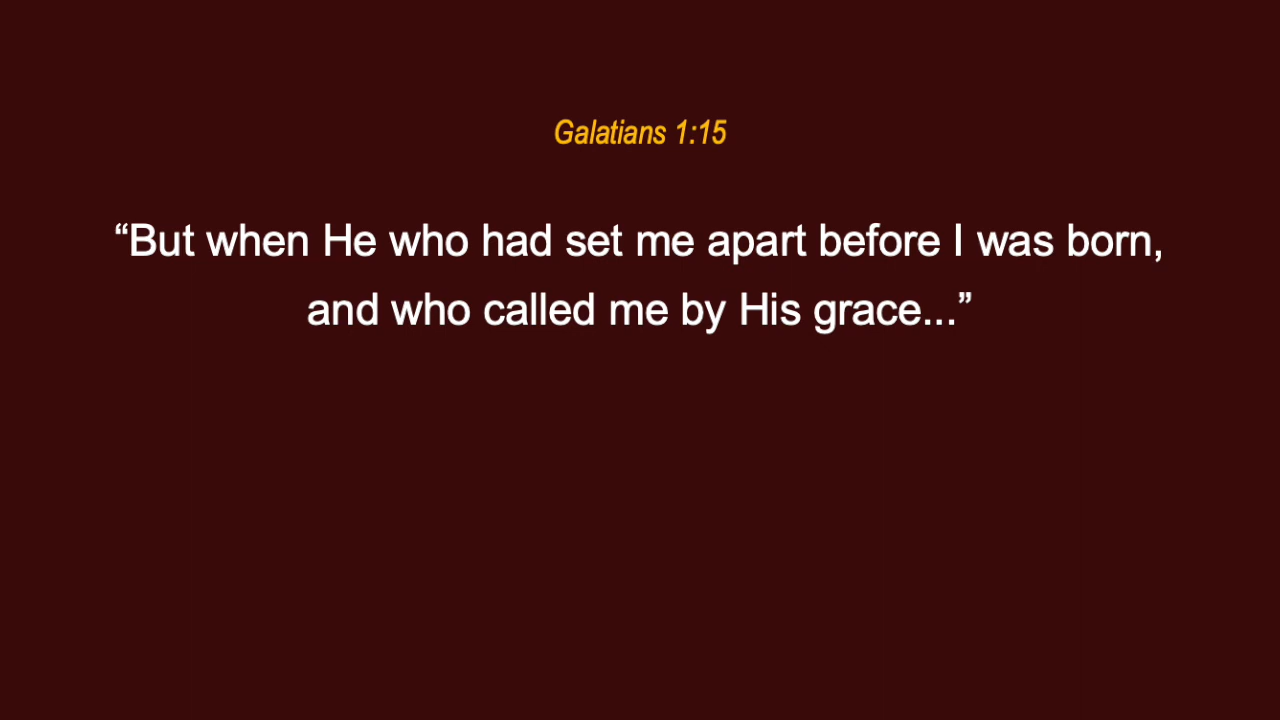 Galatians 1:15
“But when He who had set me apart before I was born,
and who called me by His grace...”